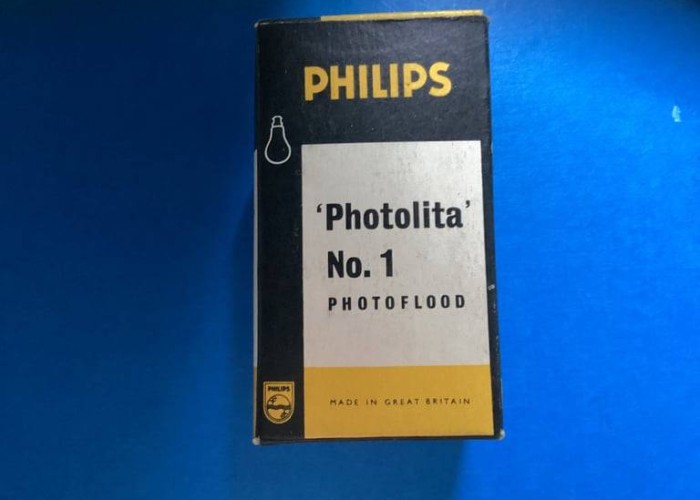 PHILIPS
'Photolita'
No. 1
PHOTOFLOOD
PHILIPS
MADE IN GREAT BRITAIN